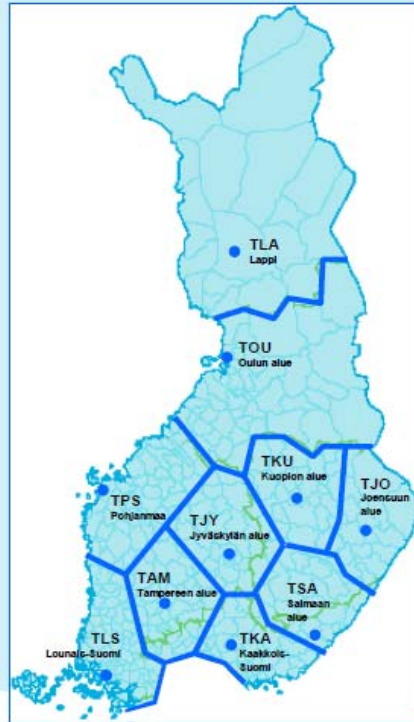 TLA
Lappi
TOU
Oulun alue
TKU
Kuopion alue
TJO
Joensuun
alue
TPS
Pohjanmaa
TJY
Jyväskylän alue
TAM
Tampereen alue
TSA
Saimaan
alue
TLS
Lounais-Suomi
TKA
Kaakkois-
Suomi